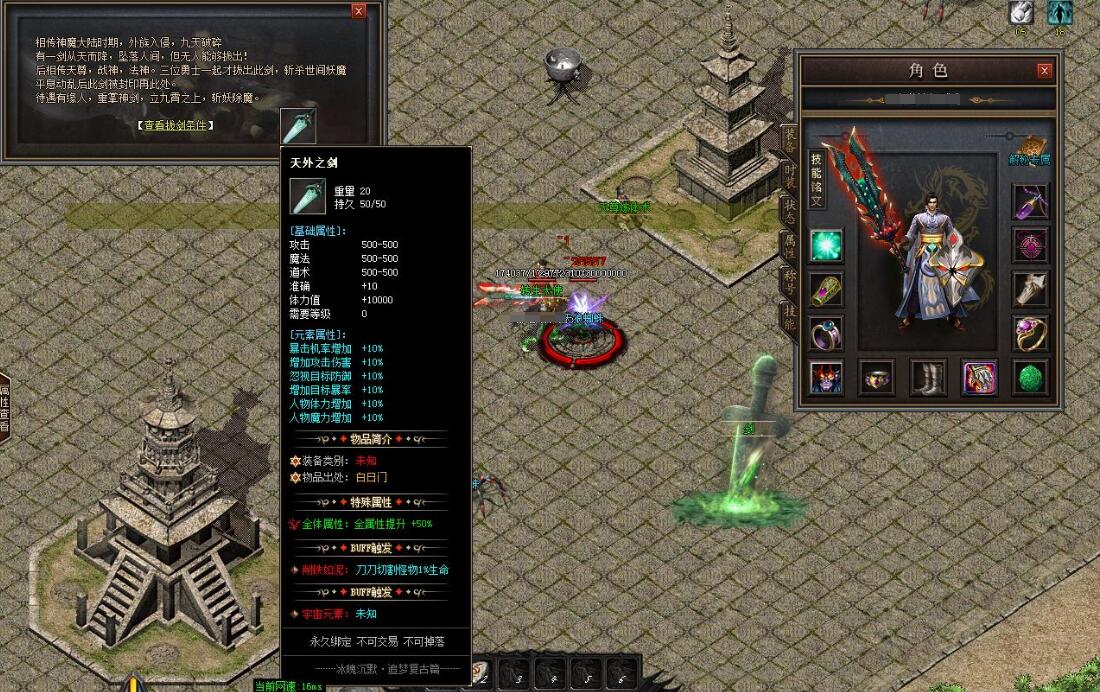 相传神魔大陆时期，外族入侵，九天破碎
有一剑从天而降，坠落人间，但无人能够拔出！
后相传天尊，战神，法神。三位勇士一起才拔出此剑，斩杀世间妖魔
平息动乱后此剑被封印再此处。
待遇有缘人，重掌神剑，立九霄之上，斩妖除魔。
【查看拔剑条件】
天外之剑
重量 20
持久 50/50
[基础属性]：
攻击 500-500
魔法 500-500
道术 500-500
准确 +10
体力值 +10000
需要等级 0
[元素属性]：
暴击机率增加 +10%
增加攻击伤害 +10%
忽视目标防御 +10%
增加目标暴率 +10%
人物体力增加 +10%
人物魔力增加 +10%
物品简介
装备类别：未知
物品出处：白日门
特殊属性
全体属性：全属性提升 +50%
BUFF触发
削铁如泥：刀刀切割怪物1%生命
BUFF触发
宇宙元素：未知
永久绑定 不可交易 不可掉落
冰魄沉默·追梦复古篇
当前网速：16ms
属性查看
剑
角色
装备
时装
状态
属性
称号
技能
技能铭文
2
3
4
5
6